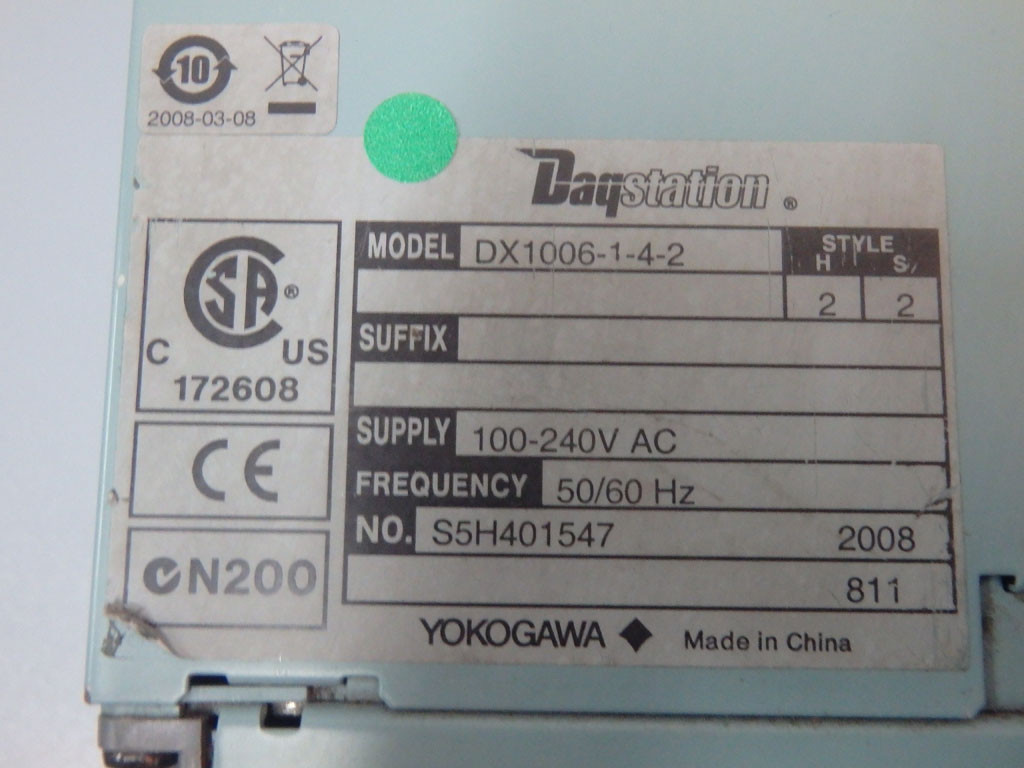 10
2008-03-08
Daqstation ®
MODEL DX1006-1-4-2
STYLE
H S
2 2
SUFFIX
SUPPLY 100-240V AC
FREQUENCY 50/60 Hz
NO. S5H401547 2008
811
CSA ®
C US
172608
CE
N200
YOKOGAWA ◆ Made in China